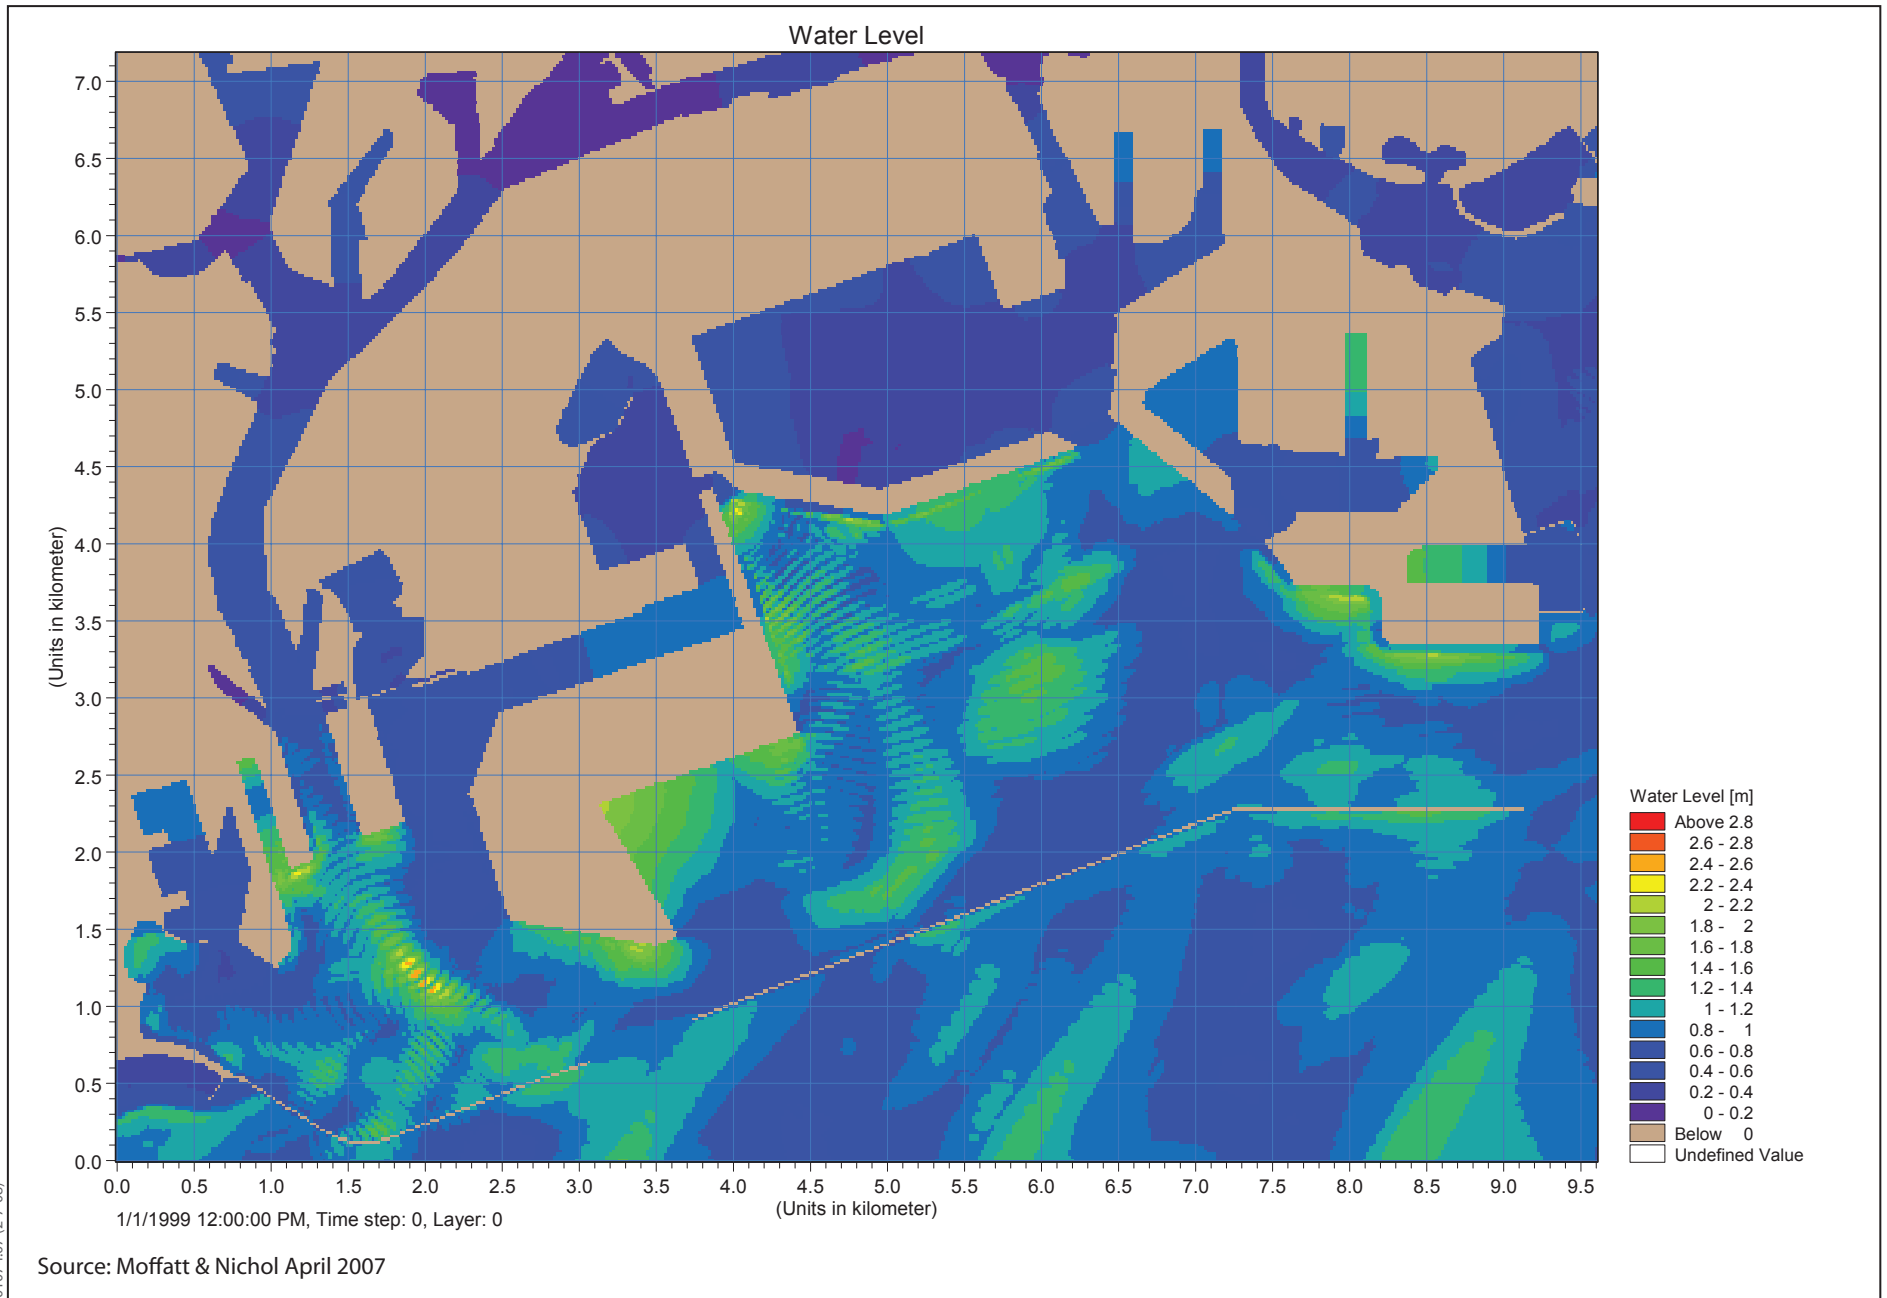 Water Level
7.0
6.5
6.0
5.5
5.0
4.5
4.0
3.5
3.0
2.5
2.0
1.5
1.0
0.5
0.0
(Units in kilometer)
0.0 0.5 1.0 1.5 2.0 2.5 3.0 3.5 4.0 4.5 5.0 5.5 6.0 6.5 7.0 7.5 8.0 8.5 9.0 9.5
(Units in kilometer)
1/1/1999 12:00:00 PM, Time step: 0, Layer: 0
Water Level [m]
Above 2.8
2.6 - 2.8
2.4 - 2.6
2.2 - 2.4
2 - 2.2
1.8 - 2
1.6 - 1.8
1.4 - 1.6
1.2 - 1.4
1 - 1.2
0.8 - 1
0.6 - 0.8
0.4 - 0.6
0.2 - 0.4
0 - 0.2
Below 0
Undefined Value
Source: Moffatt & Nichol April 2007